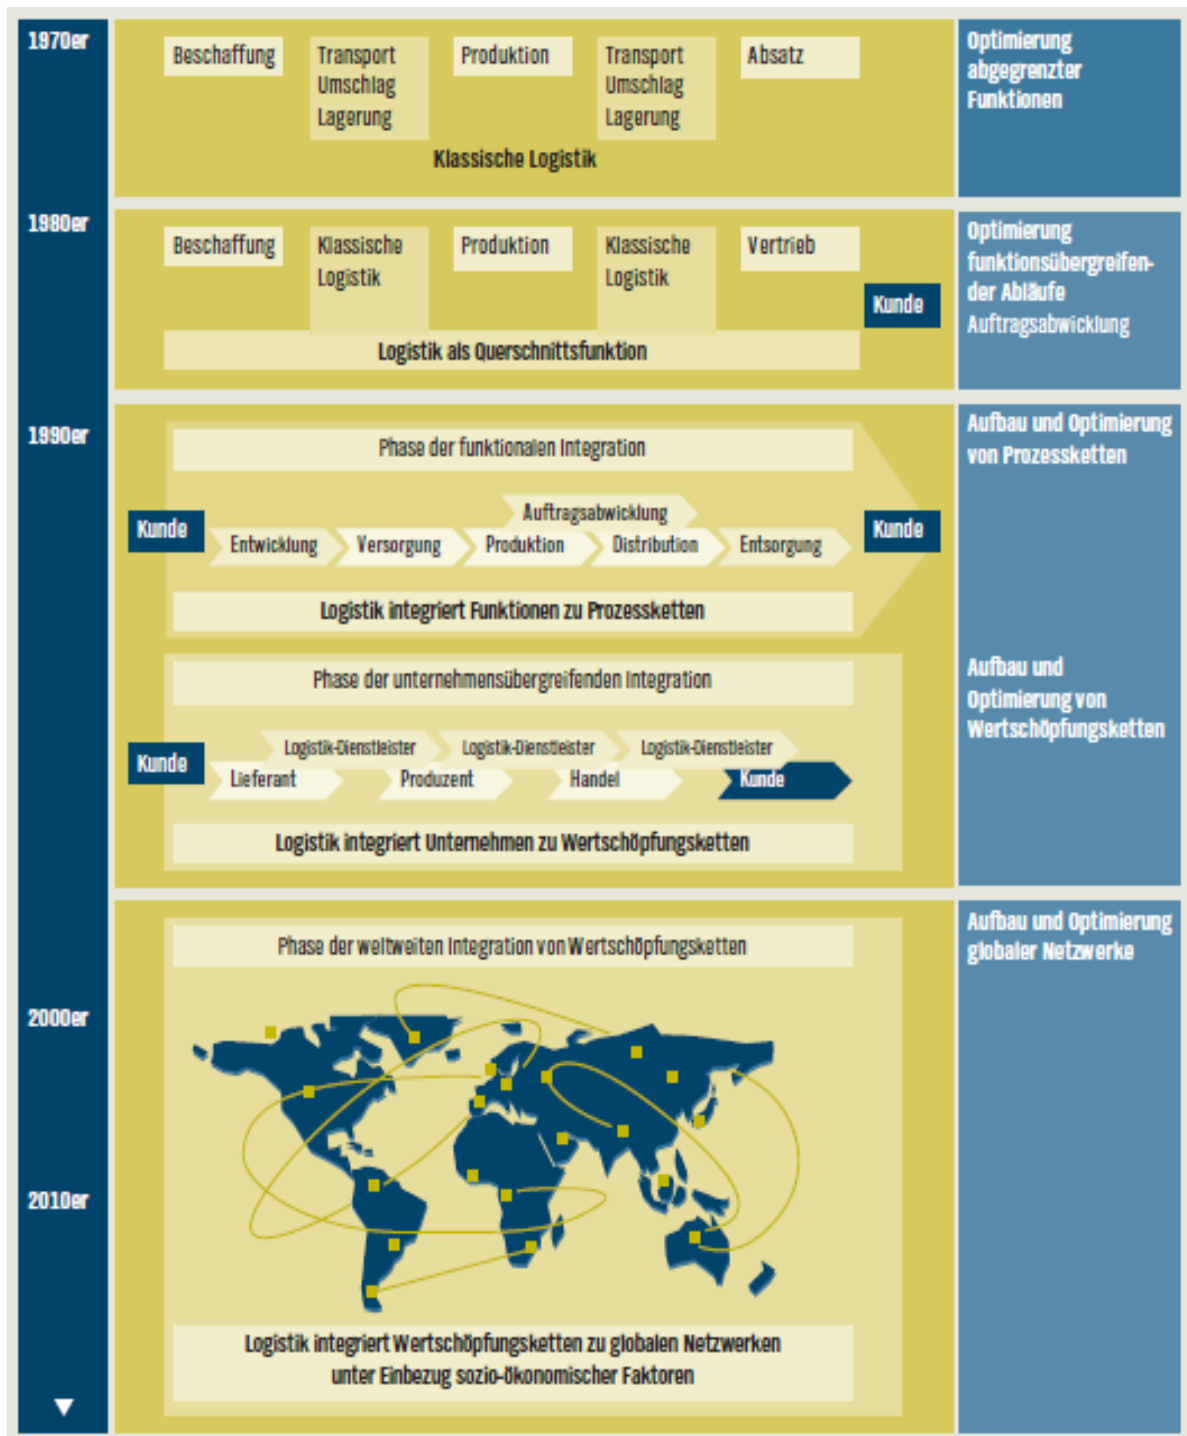 1970er
Beschaffung
Transport
Umschlag
Lagerung
Produktion
Transport
Umschlag
Lagerung
Absatz
Klassische Logistik
Optimierung
abgegrenzter
Funktionen
1980er
Beschaffung
Klassische
Logistik
Produktion
Klassische
Logistik
Vertrieb
Kunde
Logistik als Querschnittsfunktion
Optimierung
funktionsübergreifen-
der Abläufe
Auftragsabwicklung
1990er
Phase der funktionalen Integration
Kunde
Auftragsabwicklung
Entwicklung
Versorgung
Produktion
Distribution
Entsorgung
Kunde
Logistik integriert Funktionen zu Prozessketten
Aufbau und Optimierung
von Prozessketten
Phase der unternehmensübergreifenden Integration
Kunde
Logistik-Dienstleister
Logistik-Dienstleister
Logistik-Dienstleister
Lieferant
Produzent
Handel
Kunde
Logistik integriert Unternehmen zu Wertschöpfungsketten
Aufbau und
Optimierung von
Wertschöpfungsketten
Phase der weltweiten Integration von Wertschöpfungsketten
Aufbau und Optimierung
globaler Netzwerke
2000er
2010er
Logistik integriert Wertschöpfungsketten zu globalen Netzwerken
unter Einbezug sozio-ökonomischer Faktoren